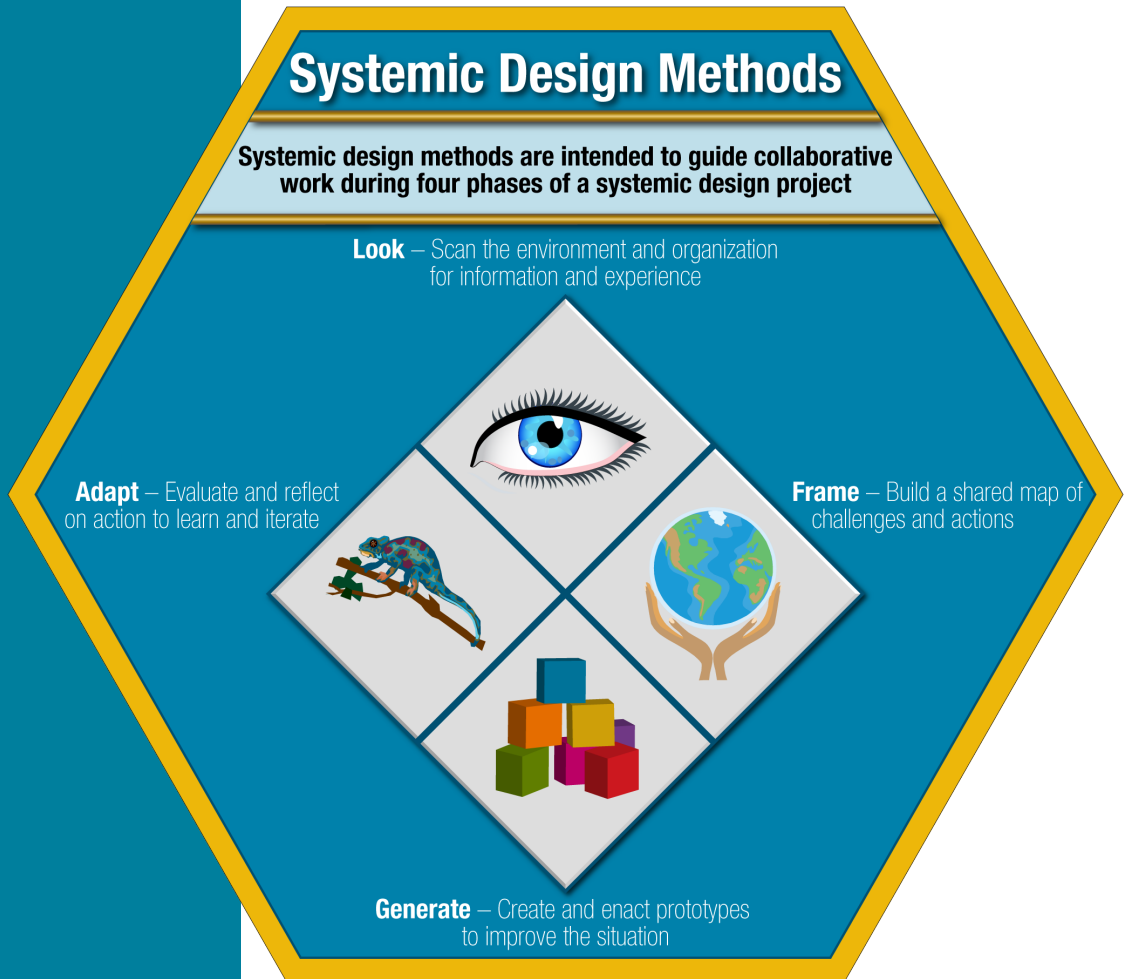 Systemic Design Methods
Systemic design methods are intended to guide collaborative
work during four phases of a systemic design project
Look – Scan the environment and organization
for information and experience
Adapt – Evaluate and reflect
on action to learn and iterate
Frame – Build a shared map of
challenges and actions
Generate – Create and enact prototypes
to improve the situation